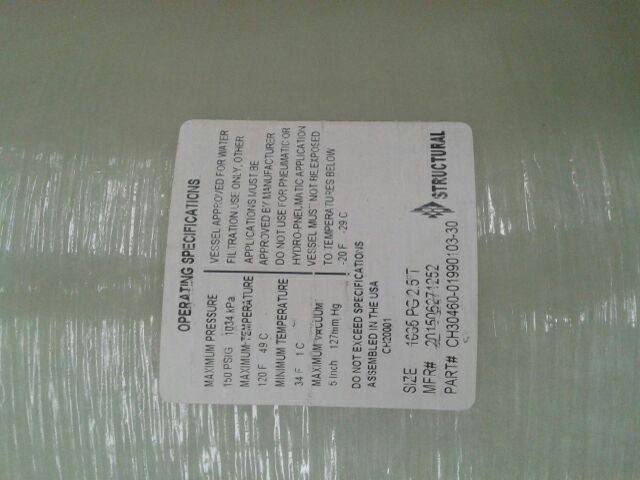 OPERATING SPECIFICATIONS
MAXIMUM PRESSURE
150 PSIG 1034 kPa
MAXIMUM TEMPERATURE
120 F 49 C
MINIMUM TEMPERATURE
34 F 1 C
MAXIMUM VACUUM
5 Inch 127mm Hg
VESSEL APPROVED FOR WATER
FILTRATION USE ONLY, OTHER
APPLICATIONS MUST BE
APPROVED BY MANUFACTURER
DO NOT USE FOR PNEUMATIC OR
HYDRO-PNEUMATIC APPLICATION
VESSEL MUST NOT BE EXPOSED
TO TEMPERATURES BELOW
-20 F -29 C
DO NOT EXCEED SPECIFICATIONS
ASSEMBLED IN THE USA
CH20001
SIZE PG 2.5"T
MFR# 201506271252
PART# CH30460-01990103-30
STRUCTURAL